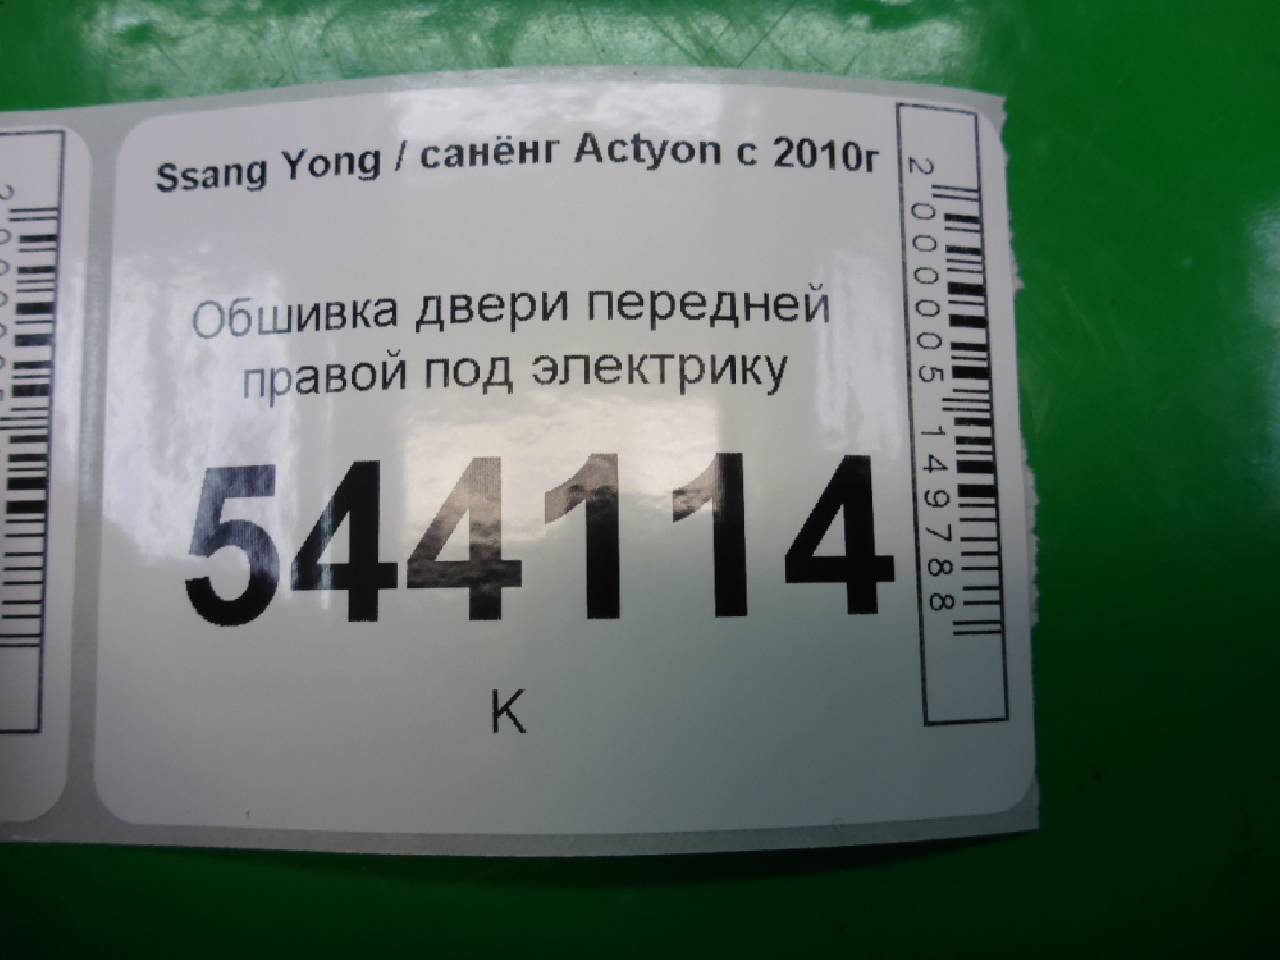 Ssang Yong / санёнг Actyon с 2010г
Обшивка двери передней
правой под электрику
544114
К
2000005149788